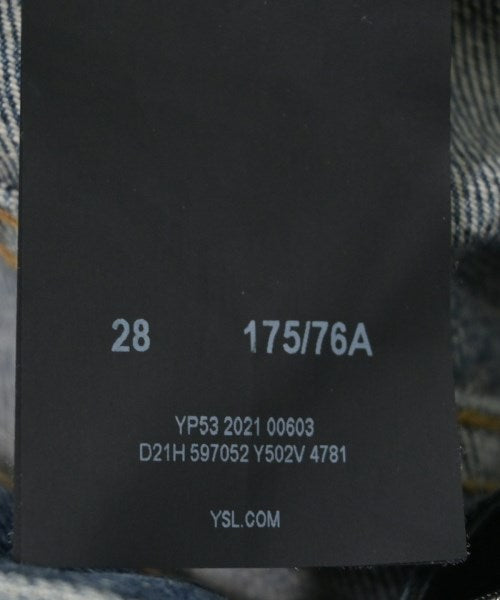 28 175/76A
YP53 2021 00603
D21H 597052 Y502V 4781
YSL.COM